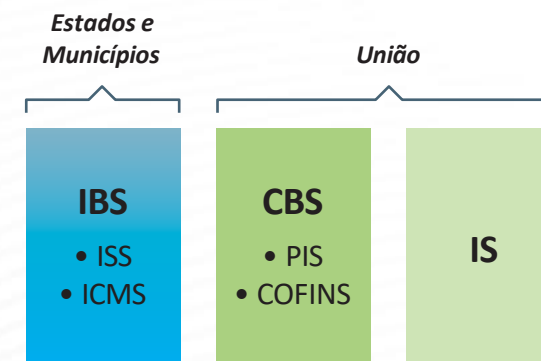 Estados e
Municípios
União
IBS
• ISS
• ICMS
CBS
• PIS
• COFINS
IS